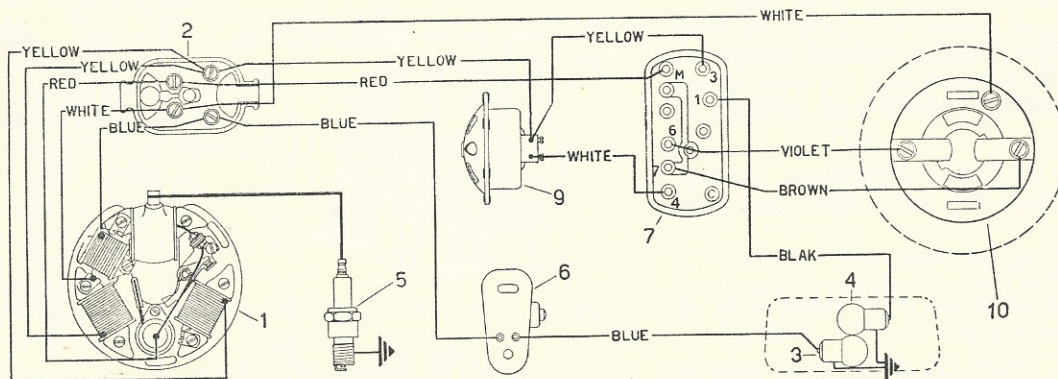 WHITE
YELLOW
2
YELLOW
YELLOW
YELLOW
RED
RED
M
3
WHITE
1
BLUE
BLUE
6
VIOLET
WHITE
7
BROWN
9
4
C
7
BLAK
5
6
4
10
1
BLUE
3